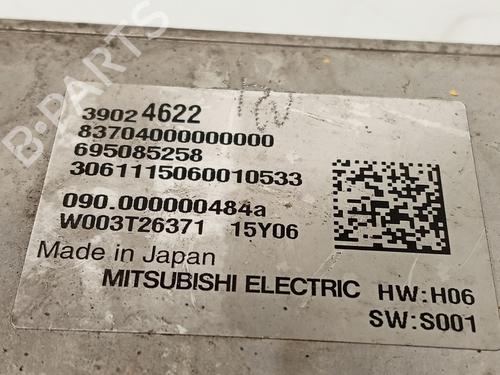 B-PARTS
39024622
83704000000000
695085258
3061115060010533
090.000000484a
W003T26371 15Y06
Made in Japan
MITSUBISHI ELECTRIC HW:H06
SW:S001